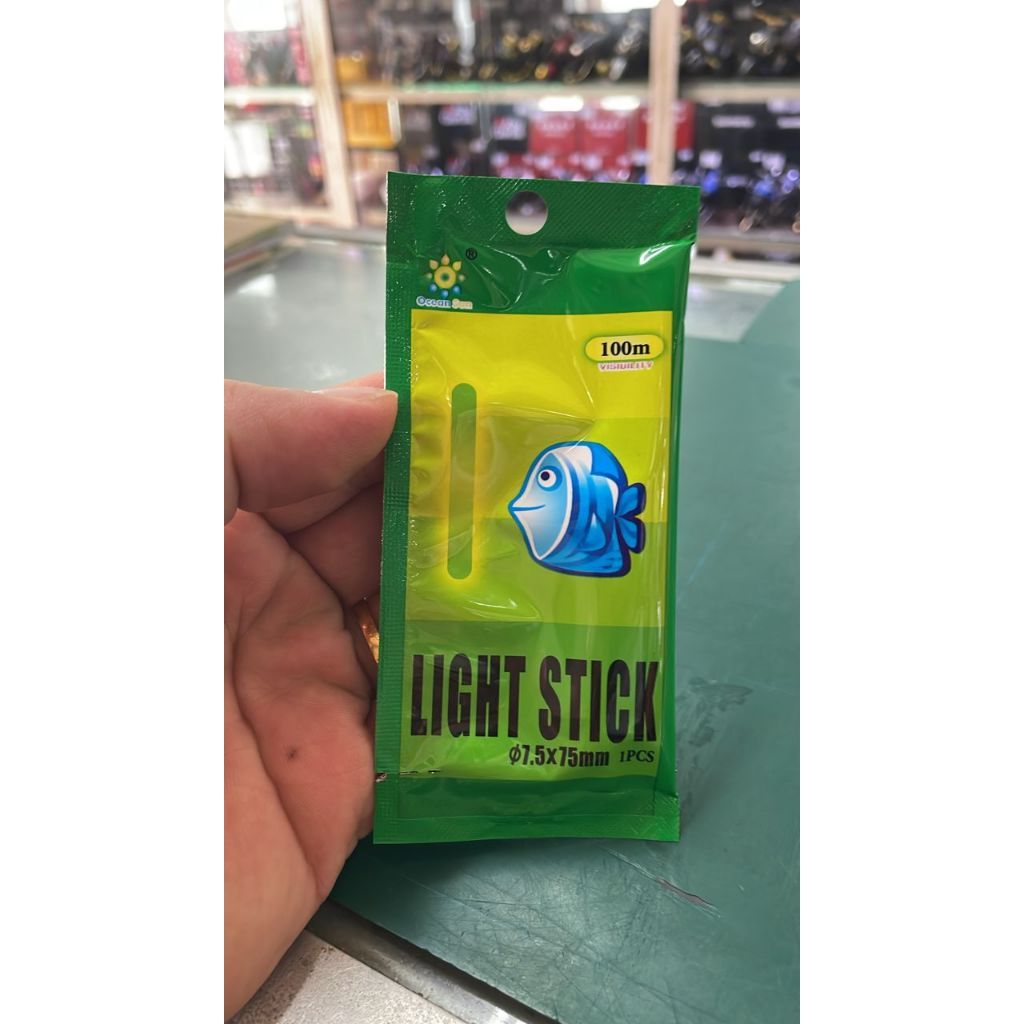 ®
Ocean Sun
100m
VISIBILITY
LIGHT STICK
ϕ7.5x75mm 1PCS